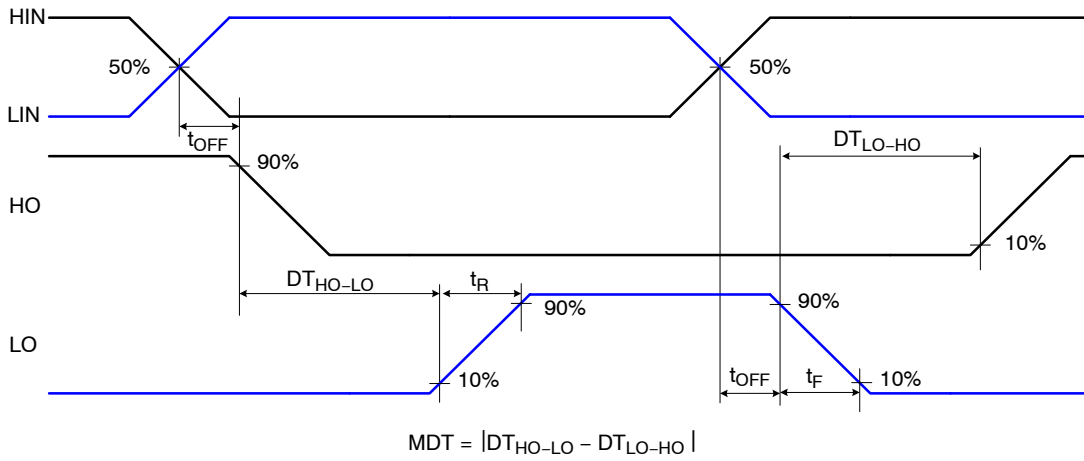 HIN
50%
50%
LIN
tOFF
DTLO–HO
90%
HO
10%
DTHO–LO
tR
90%
90%
LO
10%
tOFF
tF
10%
MDT = |DTHO–LO – DTLO–HO|